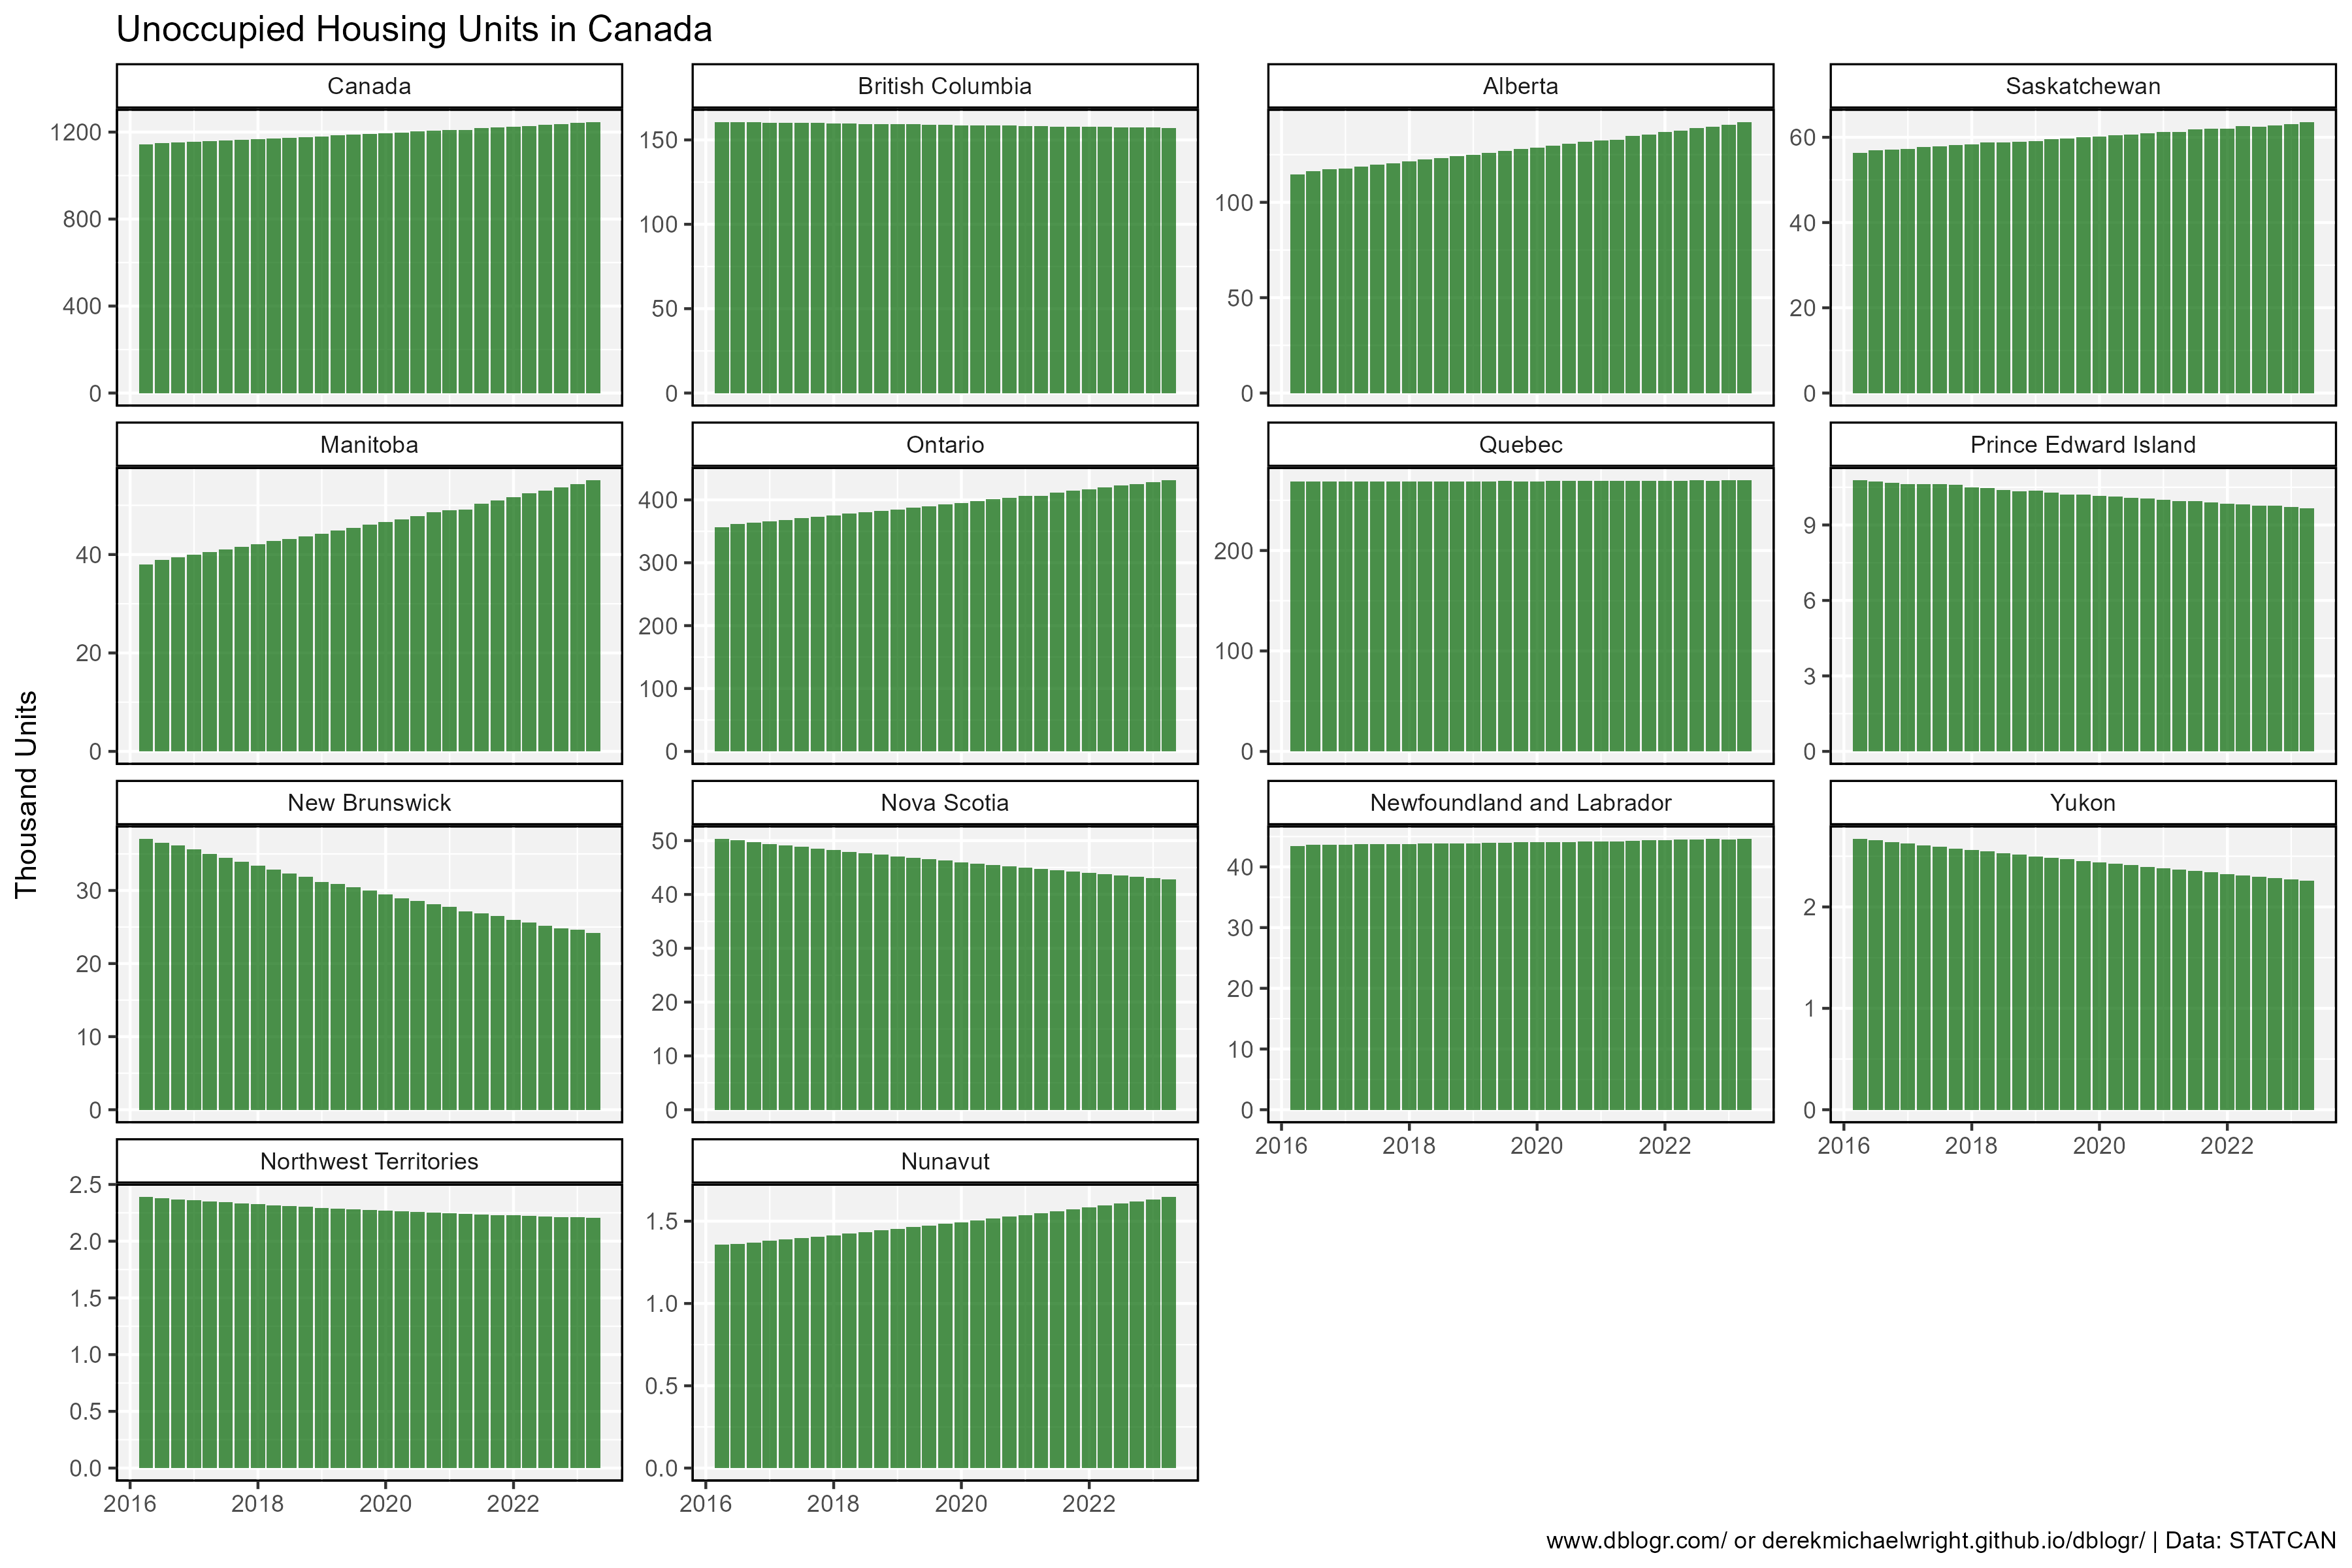 Unoccupied Housing Units in Canada
Canada
British Columbia
Alberta
Saskatchewan
1200
800
400
0
150
100
50
0
100
50
0
60
40
20
0
Manitoba
Ontario
Quebec
Prince Edward Island
40
20
0
400
300
200
100
0
200
100
0
9
6
3
0
Thousand Units
New Brunswick
Nova Scotia
Newfoundland and Labrador
Yukon
30
20
10
0
50
40
30
20
10
0
40
30
20
10
0
2
1
0
2016 2018 2020 2022
2016 2018 2020 2022
Northwest Territories
Nunavut
2.5
2.0
1.5
1.0
0.5
0.0
1.5
1.0
0.5
0.0
2016 2018 2020 2022
2016 2018 2020 2022
www.dblogr.com/ or derekmichaelwright.github.io/dblogr/ | Data: STATCAN